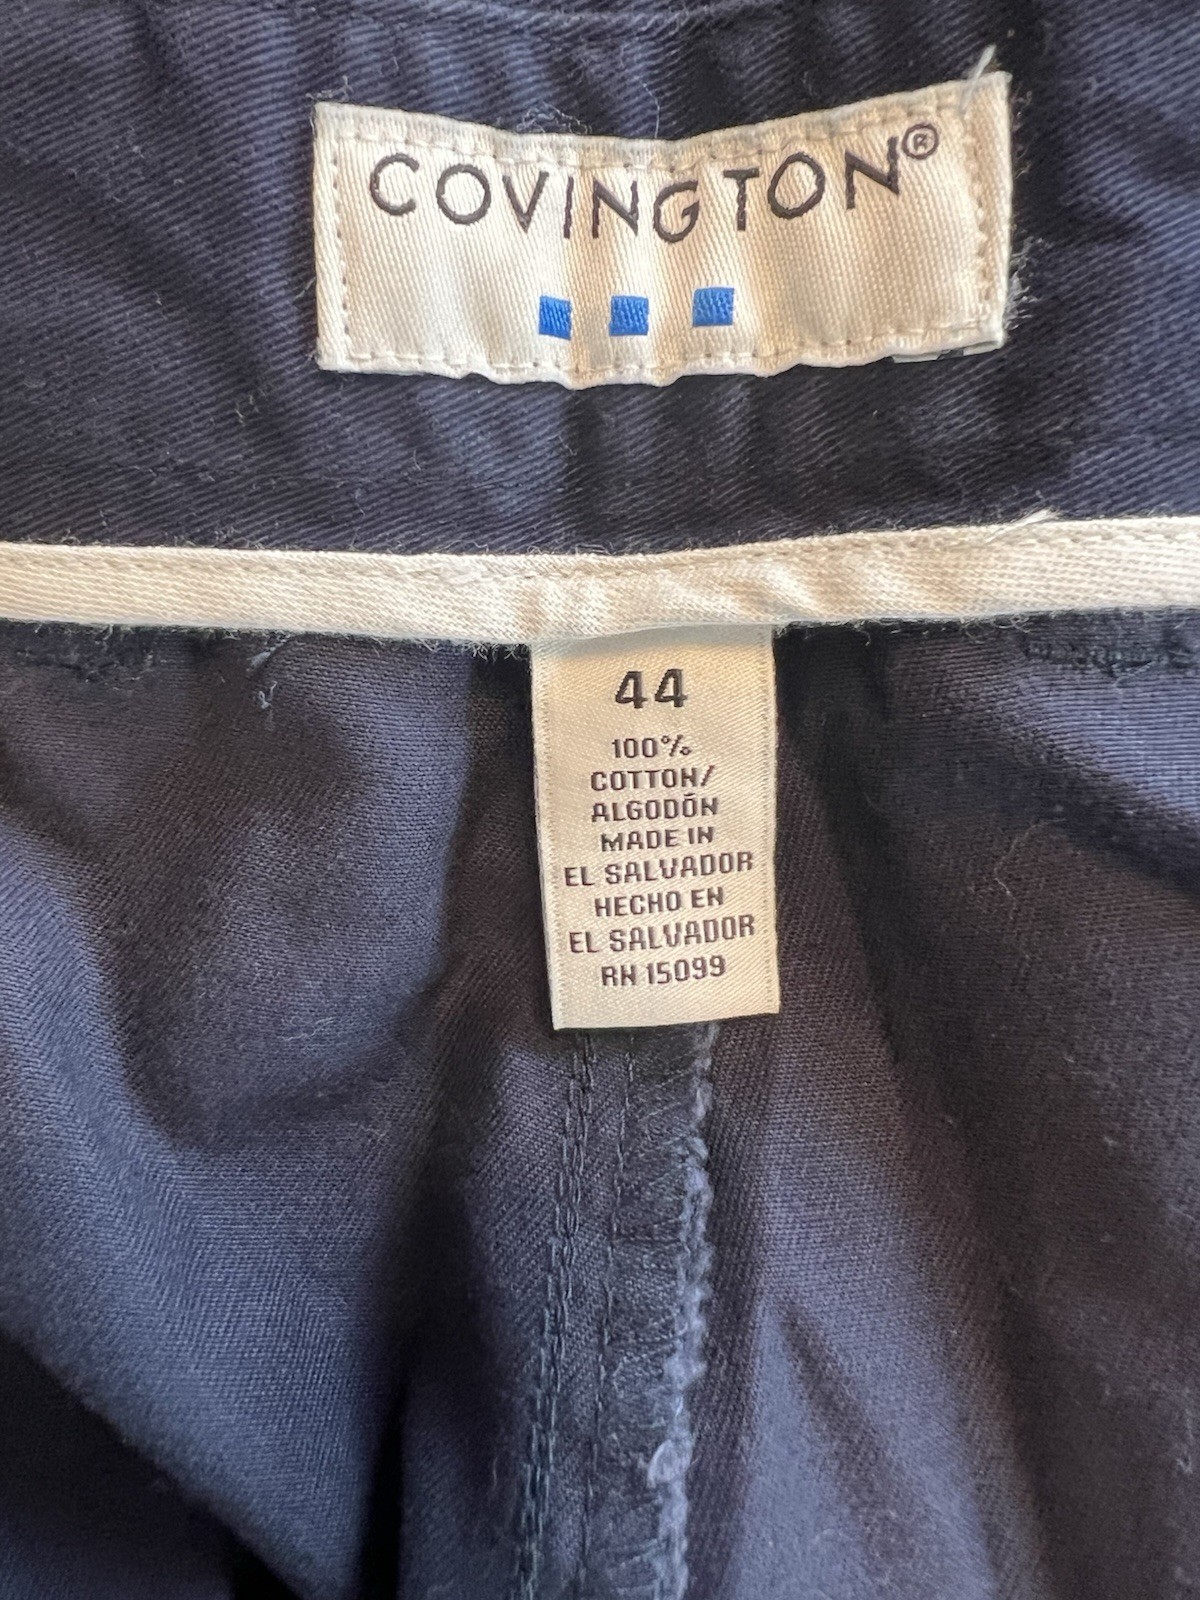 COVINGTON®
44
100%
COTTON/
ALGODÓN
MADE IN
EL SALVADOR
HECHO EN
EL SALVADOR
RN 15099